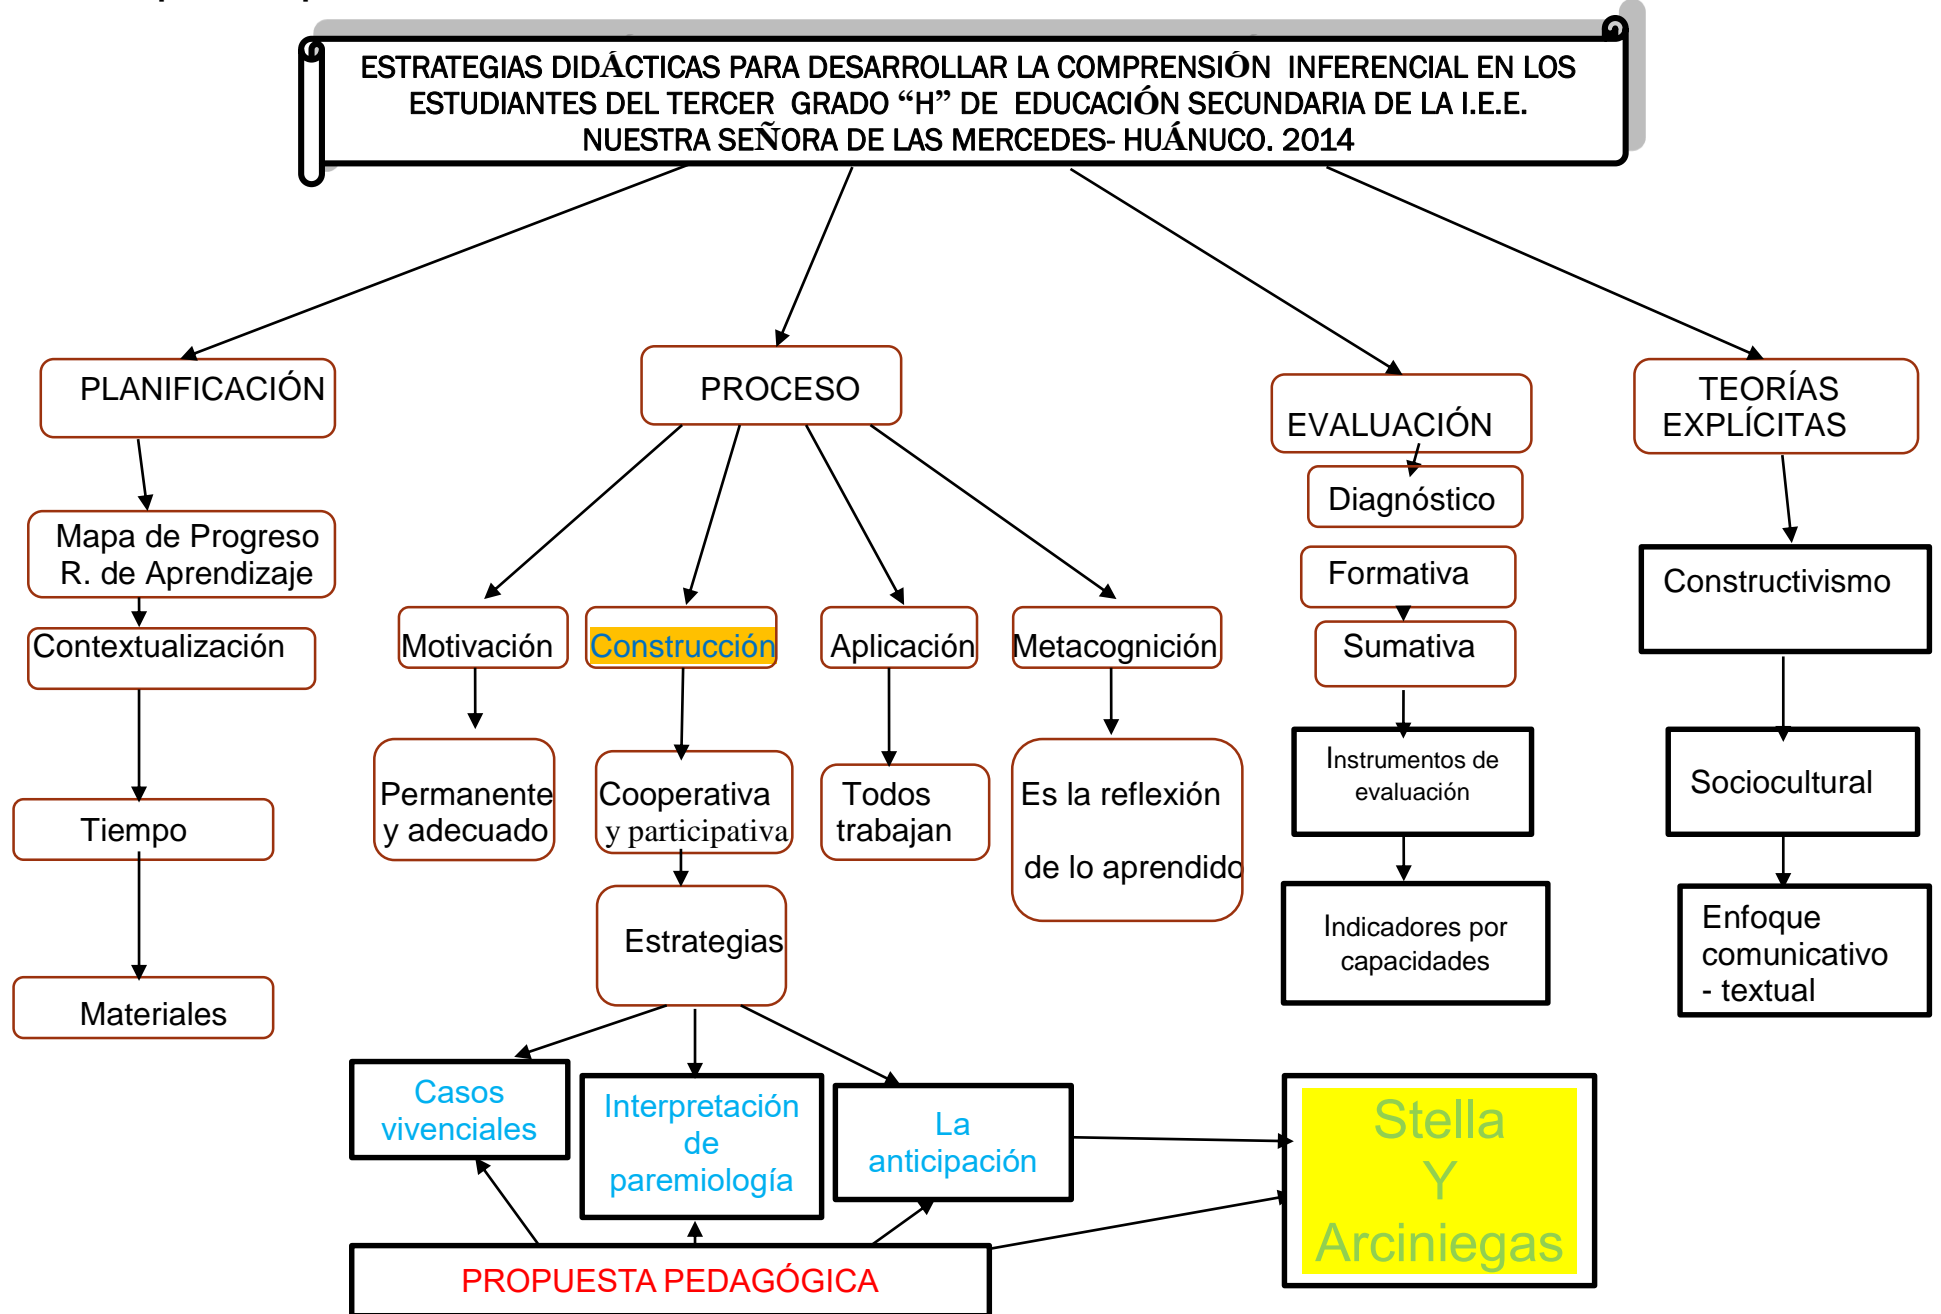 ESTRATEGIAS DIDÁCTICAS PARA DESARROLLAR LA COMPRENSIÓN INFERENCIAL EN LOS
ESTUDIANTES DEL TERCER GRADO “H” DE EDUCACIÓN SECUNDARIA DE LA I.E.E.
NUESTRA SEÑORA DE LAS MERCEDES- HUÁNUCO. 2014
PLANIFICACIÓN
PROCESO
EVALUACIÓN
TEORÍAS
EXPLÍCITAS
Mapa de Progreso
R. de Aprendizaje
Contextualización
Tiempo
Materiales
Motivación
Construcción
Aplicación
Metacognición
Permanente
y adecuado
Cooperativa
y participativa
Todos
trabajan
Es la reflexión
de lo aprendido
Estrategias
Casos
vivenciales
Interpretación
de
paremiología
La
anticipación
PROPUESTA PEDAGÓGICA
Diagnóstico
Formativa
Sumativa
Instrumentos de
evaluación
Indicadores por
capacidades
Constructivismo
Sociocultural
Enfoque
comunicativo
- textual
Stella
Y
Arciniegas